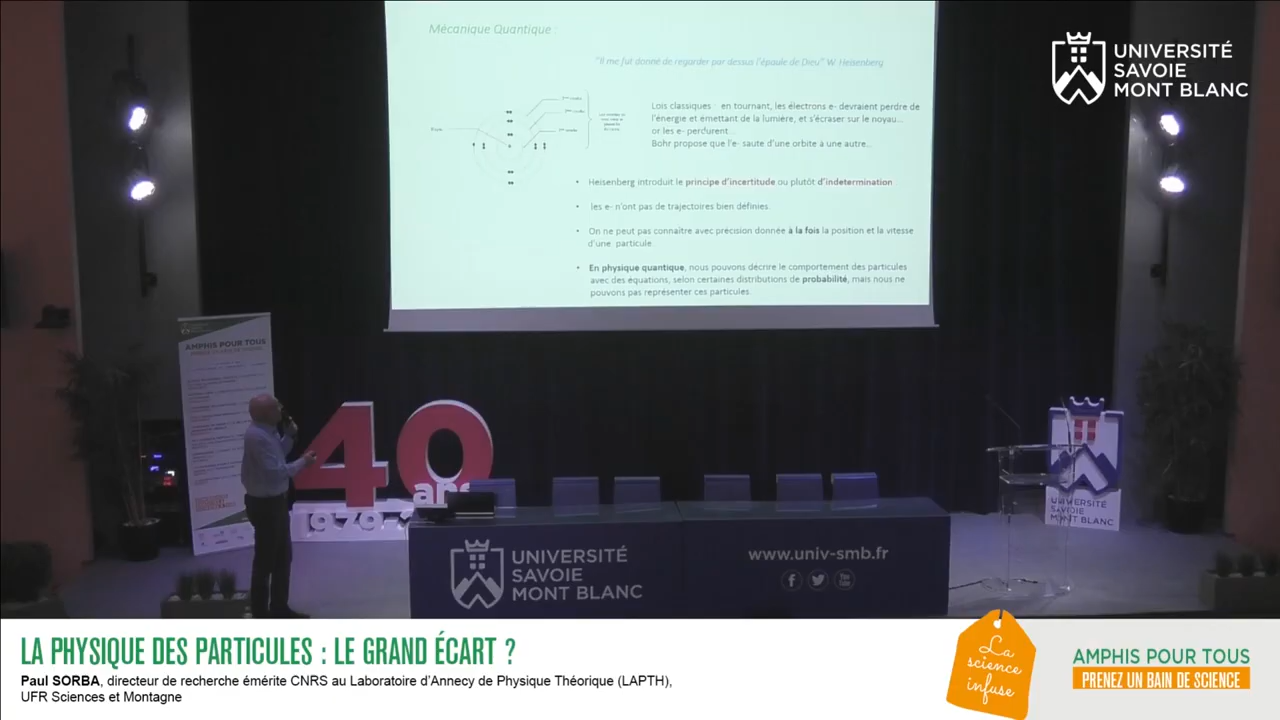 Mécanique Quantique :
"Il me fut donné de regarder par dessus l'épaule de Dieu" W. Heisenberg
Lois classiques : en tournant, les électrons e- devraient perdre de
l'énergie et émettant de la lumière, et s'écraser sur le noyau...
or les e- perdurent...
Bohr propose que l'e- saute d'une orbite à une autre...
• Heisenberg introduit le principe d'incertitude ou plutôt d'indetermination
• les e- n'ont pas de trajectoires bien définies.
• On ne peut pas connaître avec précision donnée à la fois la position et la vitesse
d'une particule
• En physique quantique, nous pouvons décrire le comportement des particules
avec des équations, selon certaines distributions de probabilité, mais nous ne
pouvons pas représenter ces particules.
UNIVERSITÉ
SAVOIE
MONT BLANC
AMPHIS POUR TOUS
PRENEZ UN BAIN DE SCIENCE
40
ans
1979
UNIVERSITÉ
SAVOIE
MONT BLANC
www.univ-smb.fr
You
Tube
UNIVERSITÉ
SAVOIE
MONT BLANC
LA PHYSIQUE DES PARTICULES : LE GRAND ÉCART ?
Paul SORBA, directeur de recherche émérite CNRS au Laboratoire d'Annecy de Physique Théorique (LAPTH),
UFR Sciences et Montagne
La
science
infuse
AMPHIS POUR TOUS
PRENEZ UN BAIN DE SCIENCE